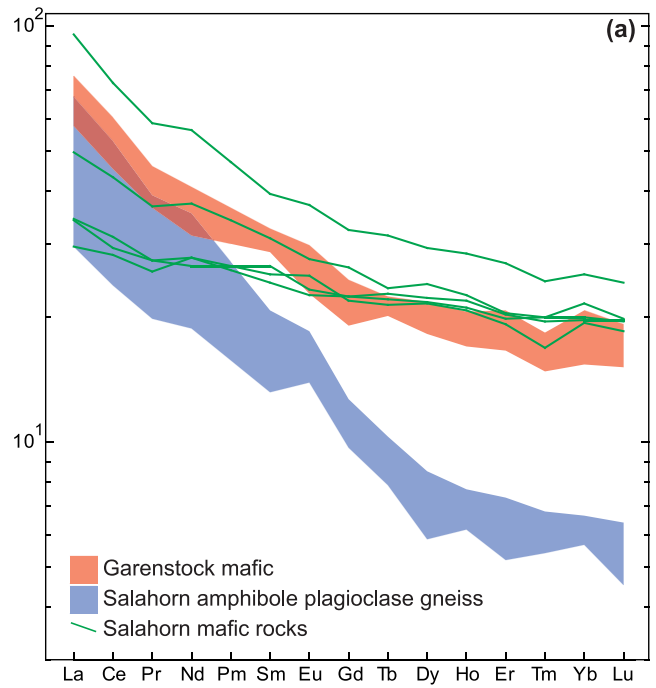 10²
(a)
10¹
Garenstock mafic
Salahorn amphibole plagioclase gneiss
Salahorn mafic rocks
La Ce Pr Nd Pm Sm Eu Gd Tb Dy Ho Er Tm Yb Lu